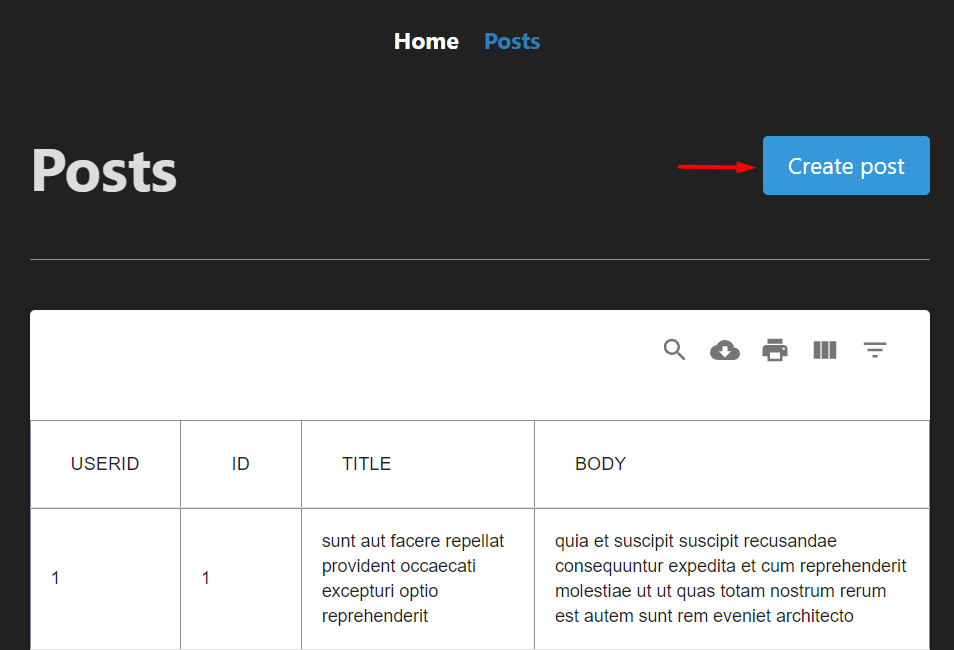 Home Posts
Posts
Create post
USERID ID TITLE BODY
1 1
sunt aut facere repellat
provident occaecati
excepturi optio
reprehenderit
quia et suscipit suscipit recusandae
consequuntur expedita et cum reprehenderit
molestiae ut ut quas totam nostrum rerum
est autem sunt rem eveniet architecto